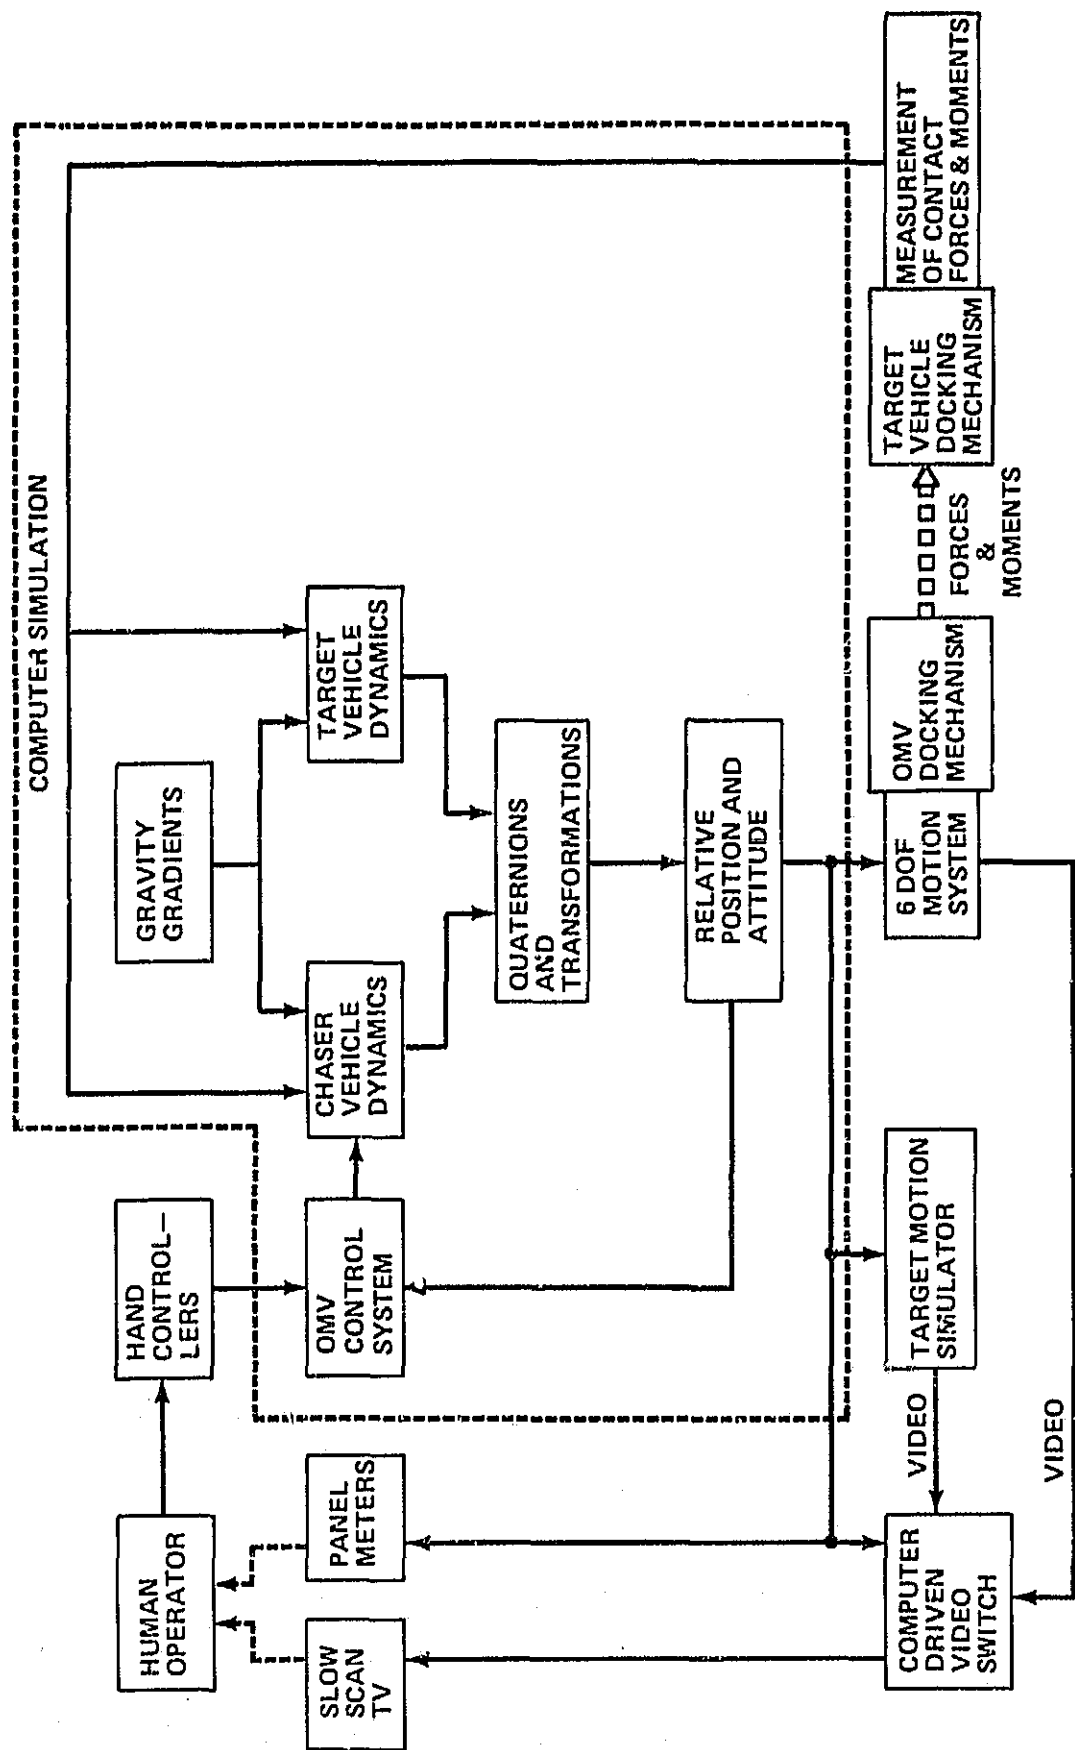 COMPUTER SIMULATION
HUMAN
OPERATOR
HAND
CONTROL-
LERS
GRAVITY
GRADIENTS
SLOW
SCAN
TV
PANEL
METERS
OMV
CONTROL
SYSTEM
CHASER
VEHICLE
DYNAMICS
TARGET
VEHICLE
DYNAMICS
QUATERNIONS
AND
TRANSFORMATIONS
RELATIVE
POSITION AND
ATTITUDE
COMPUTER
DRIVEN
VIDEO
SWITCH
VIDEO
TARGET MOTION
SIMULATOR
6 DOF
MOTION
SYSTEM
OMV
DOCKING
MECHANISM
FORCES
&
MOMENTS
TARGET
VEHICLE
DOCKING
MECHANISM
MEASUREMENT
OF CONTACT
FORCES & MOMENTS
VIDEO